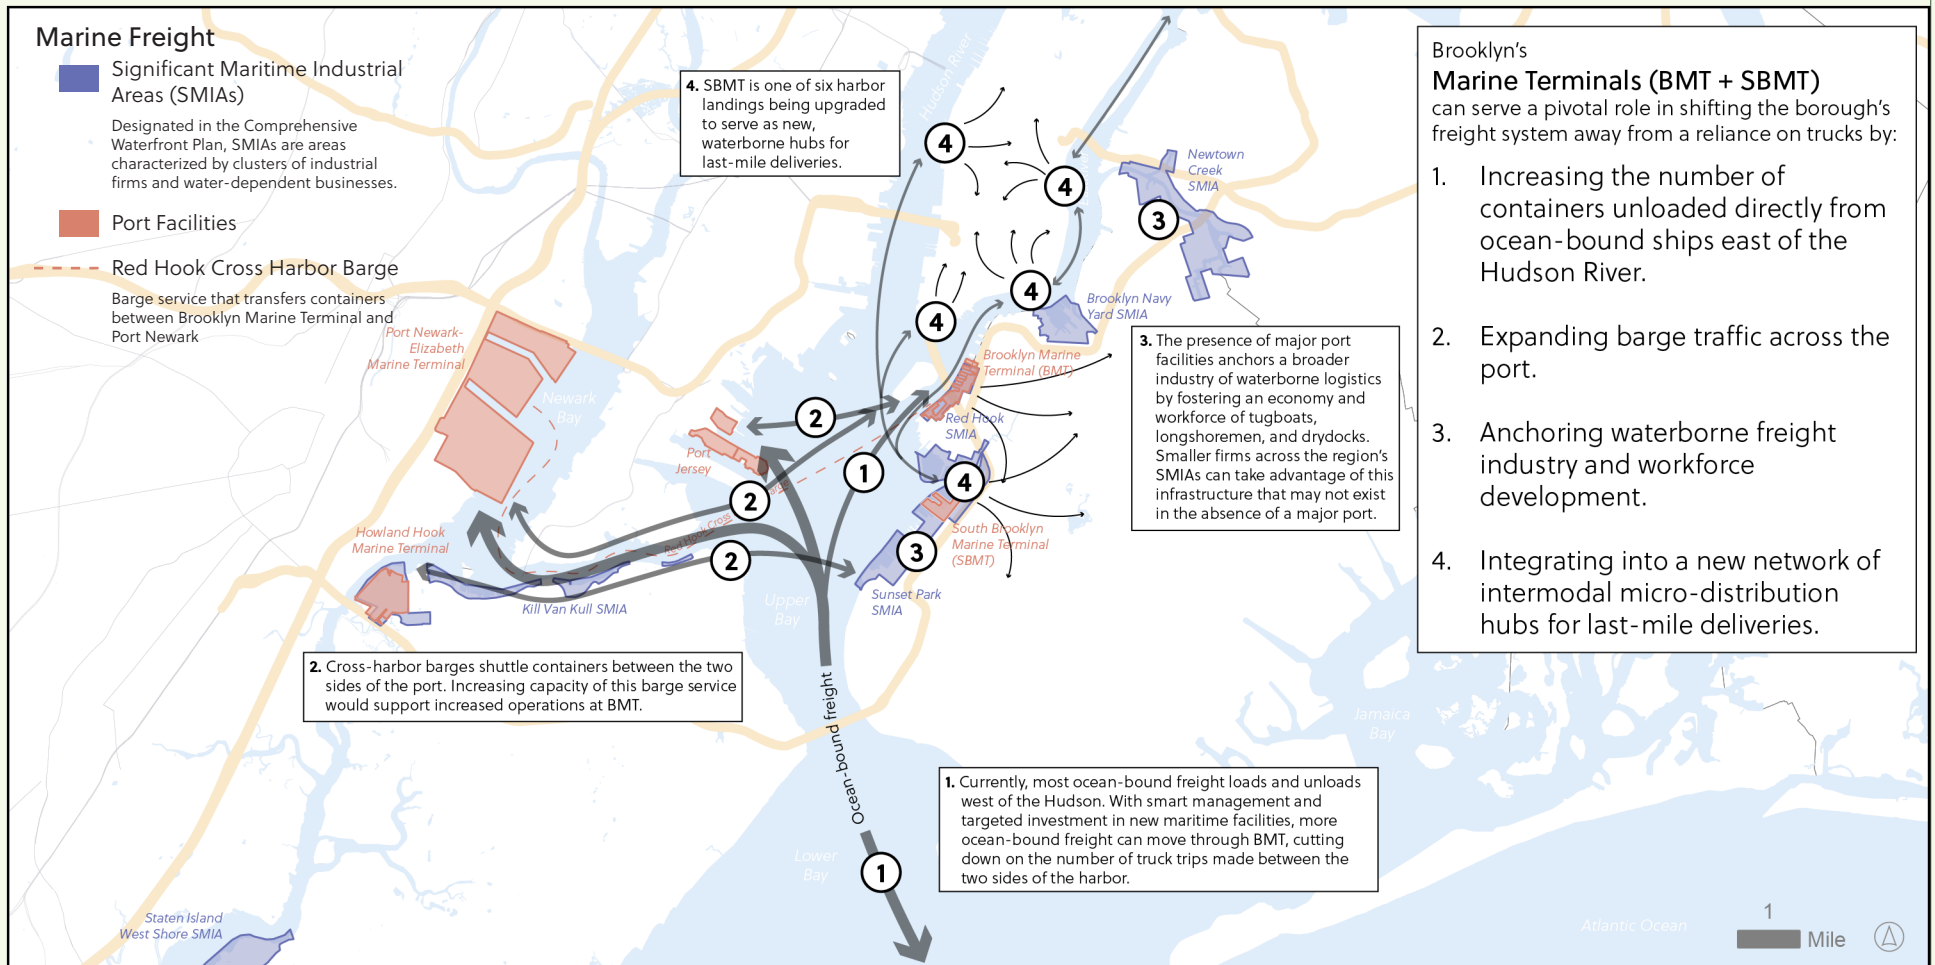 Marine Freight
Significant Maritime Industrial
Areas (SMIAs)
Designated in the Comprehensive
Waterfront Plan, SMIAs are areas
characterized by clusters of industrial
firms and water-dependent businesses.
Port Facilities
Red Hook Cross Harbor Barge
Barge service that transfers containers
between Brooklyn Marine Terminal and
Port Newark
4. SBMT is one of six harbor
landings being upgraded
to serve as new,
waterborne hubs for
last-mile deliveries.
Hudson River
4
4
4
4
4
3
Newtown
Creek
SMIA
Brooklyn Navy
Yard SMIA
Brooklyn Marine
Terminal (BMT)
Red Hook
SMIA
Port Newark-
Elizabeth
Marine Terminal
Newark
Bay
Port
Jersey
2
2
2
1
3
Red Hook Cross
Barge
Howland Hook
Marine Terminal
Kill Van Kull SMIA
Upper
Bay
South Brooklyn
Marine Terminal
(SBMT)
Sunset Park
SMIA
3. The presence of major port
facilities anchors a broader
industry of waterborne logistics
by fostering an economy and
workforce of tugboats,
longshoremen, and drydocks.
Smaller firms across the region's
SMIAs can take advantage of this
infrastructure that may not exist
in the absence of a major port.
2. Cross-harbor barges shuttle containers between the two
sides of the port. Increasing capacity of this barge service
would support increased operations at BMT.
Ocean-bound freight
1
Lower
Bay
Staten Island
West Shore SMIA
1. Currently, most ocean-bound freight loads and unloads
west of the Hudson. With smart management and
targeted investment in new maritime facilities, more
ocean-bound freight can move through BMT, cutting
down on the number of truck trips made between the
two sides of the harbor.
Jamaica
Bay
Atlantic Ocean
1
Mile
Brooklyn's
Marine Terminals (BMT + SBMT)
can serve a pivotal role in shifting the borough's
freight system away from a reliance on trucks by:
1. Increasing the number of
containers unloaded directly from
ocean-bound ships east of the
Hudson River.
2. Expanding barge traffic across the
port.
3. Anchoring waterborne freight
industry and workforce
development.
4. Integrating into a new network of
intermodal micro-distribution
hubs for last-mile deliveries.